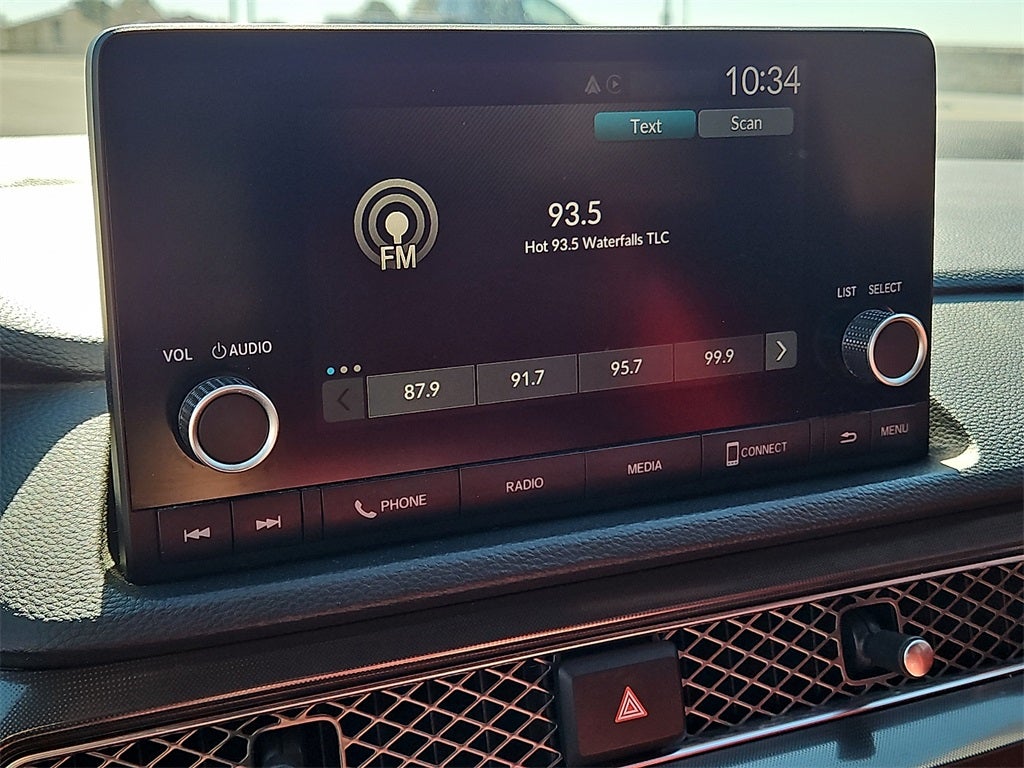 10:34
Text Scan
FM
93.5
Hot 93.5 Waterfalls TLC
LIST SELECT
VOL AUDIO
87.9 91.7 95.7 99.9
PHONE RADIO MEDIA CONNECT MENU